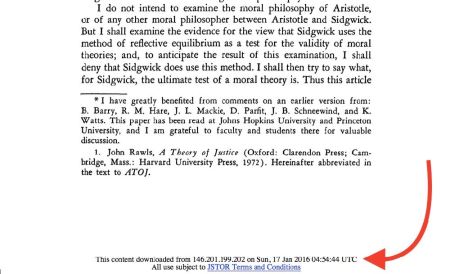 I do not intend to examine the moral philosophy of Aristotle,
or of any other moral philosopher between Aristotle and Sidgwick.
But I shall examine the evidence for the view that Sidgwick uses the
method of reflective equilibrium as a test for the validity of moral
theories; and, to anticipate the result of this examination, I shall
deny that Sidgwick does use this method. I shall then try to say what,
for Sidgwick, the ultimate test of a moral theory is. Thus this article
* I have greatly benefited from comments on an earlier version from:
B. Barry, R. M. Hare, J. L. Mackie, D. Parfit, J. B. Schneewind, and K.
Watts. This paper has been read at Johns Hopkins University and Princeton
University, and I am grateful to faculty and students there for valuable
discussion.
1. John Rawls, A Theory of Justice (Oxford: Clarendon Press; Cam-
bridge, Mass.: Harvard University Press, 1972). Hereinafter abbreviated in
the text to ATOJ.
This content downloaded from 146.201.199.202 on Sun, 17 Jan 2016 04:54:44 UTC
All use subject to JSTOR Terms and Conditions